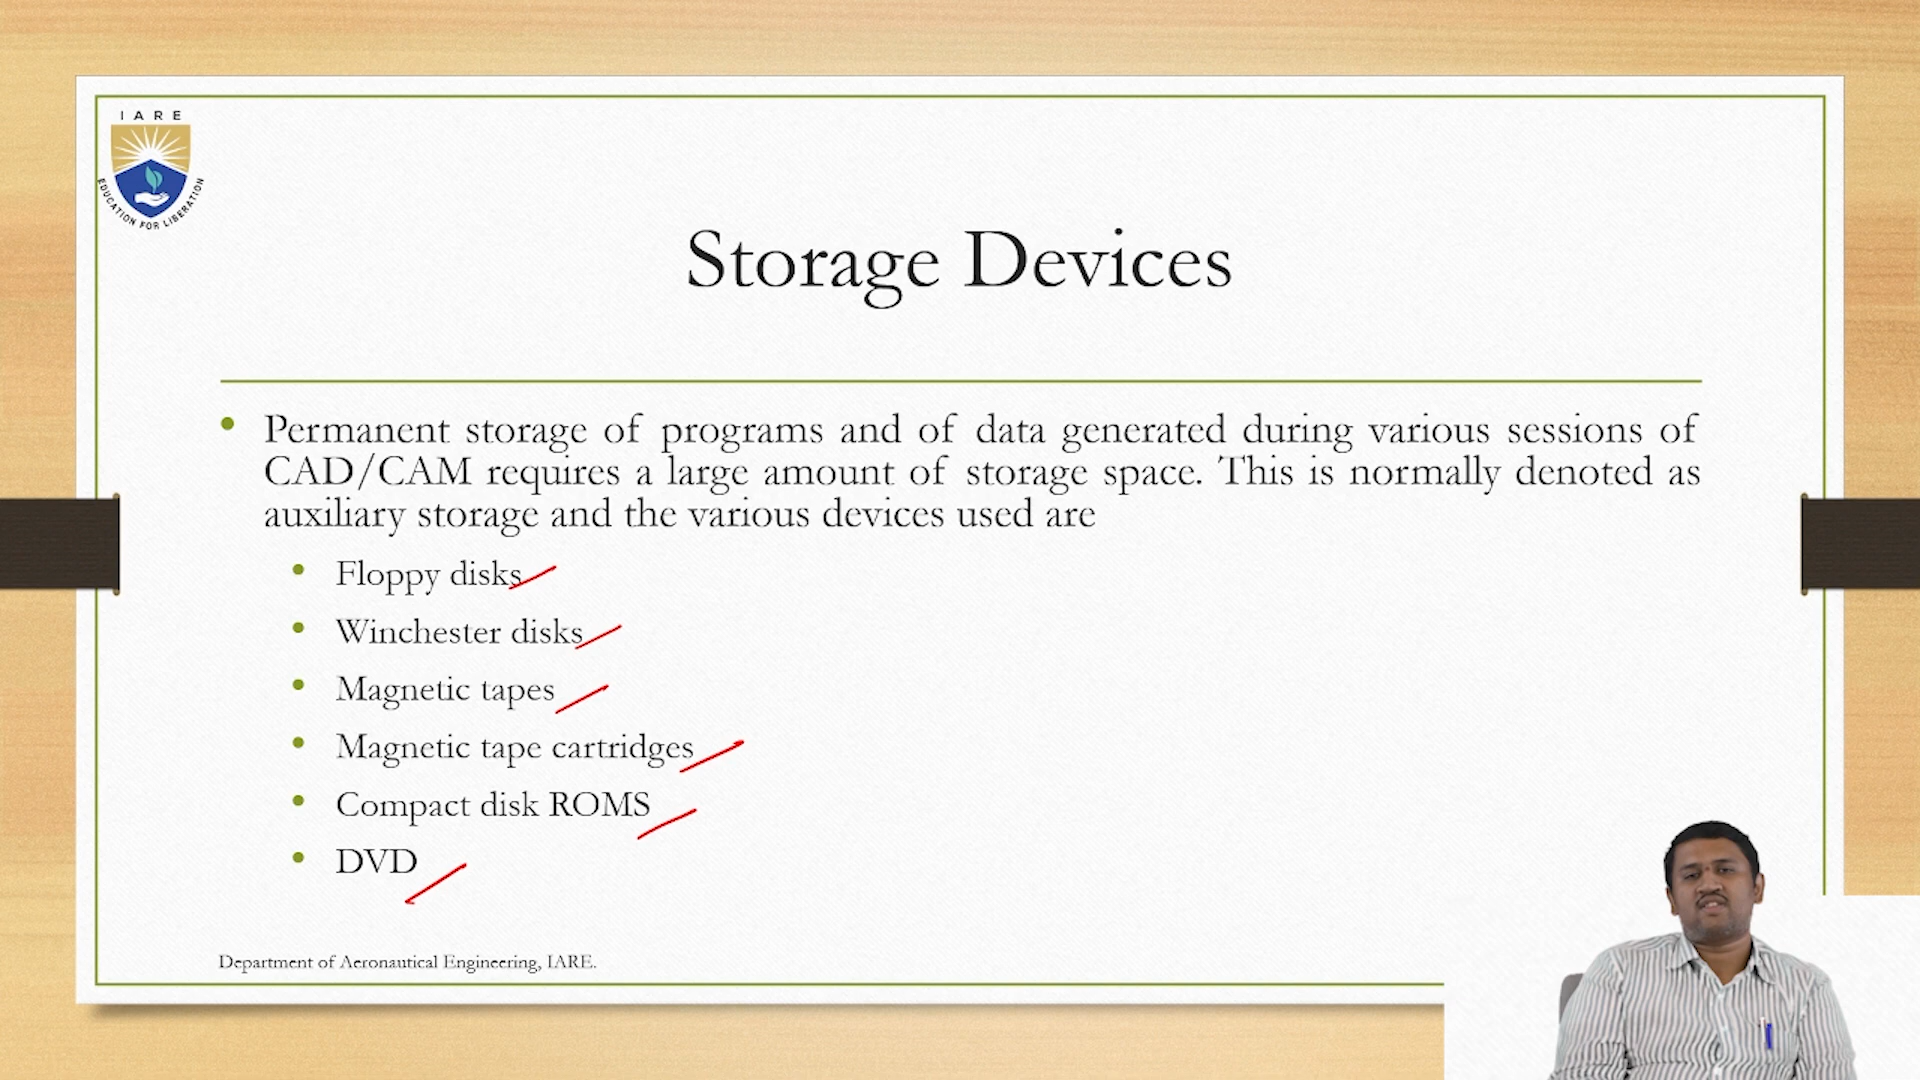 IARE
EDUCATION FOR LIBERATION
Storage Devices
• Permanent storage of programs and of data generated during various sessions of
CAD/CAM requires a large amount of storage space. This is normally denoted as
auxiliary storage and the various devices used are
• Floppy disks
• Winchester disks
• Magnetic tapes
• Magnetic tape cartridges
• Compact disk ROMS
• DVD
Department of Aeronautical Engineering, IARE.